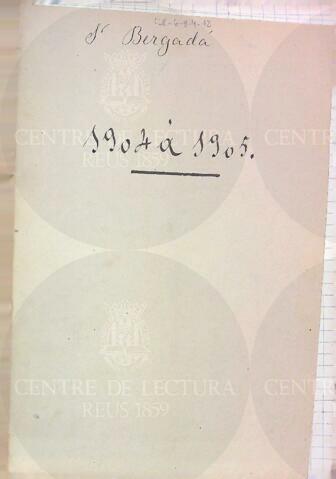 Sr Bergadá
1904 á 1905.
CENTRE DE LECTURA
REUS 1859
CENTRE DE LECTURA
REUS 1859